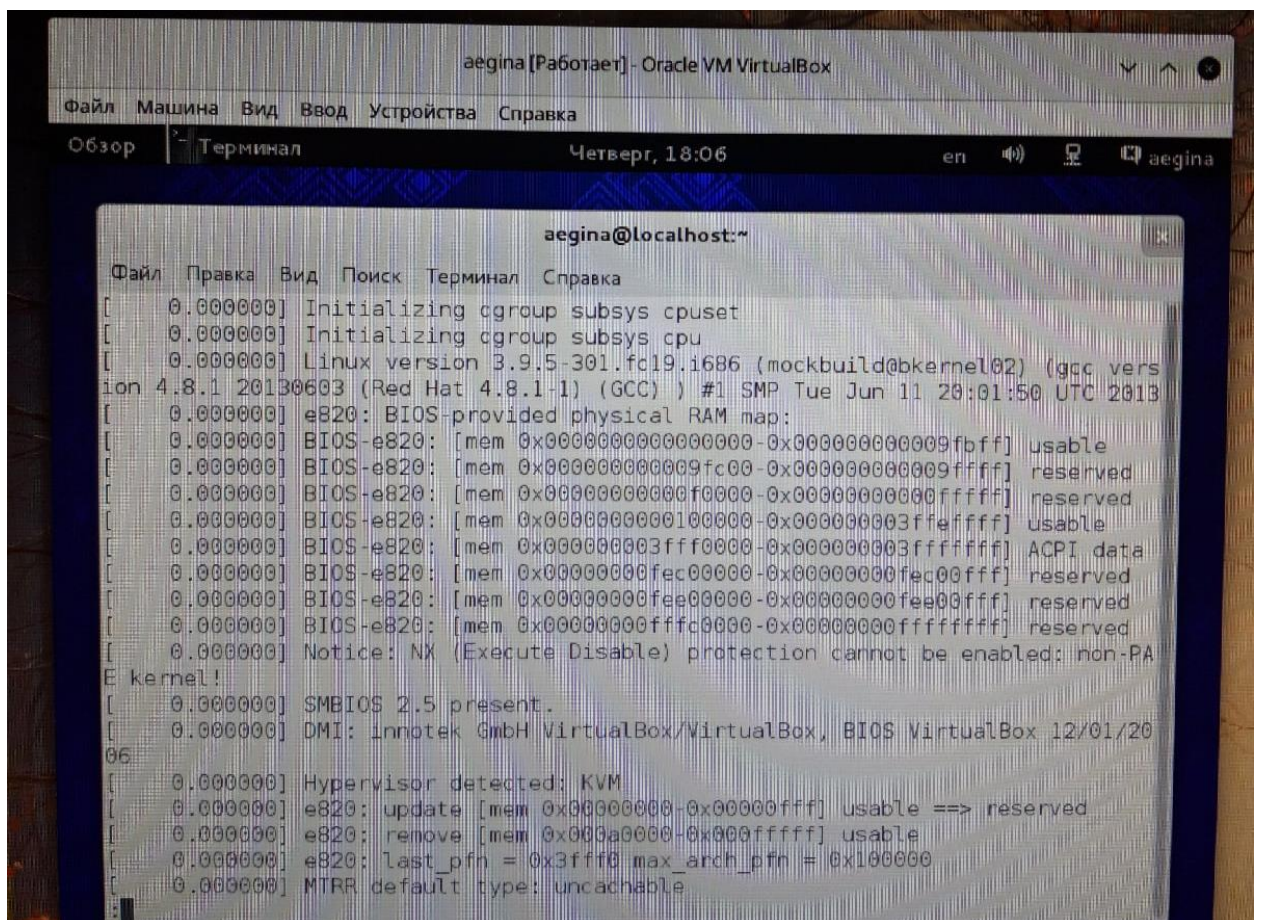 aegina [Работает] - Oracle VM VirtualBox
Файл Машина Вид Ввод Устройства Справка
Обзор Терминал Четверг, 18:06 en aegina
aegina@localhost:~
Файл Правка Вид Поиск Терминал Справка
[    0.000000] Initializing cgroup subsys cpuset
[    0.000000] Initializing cgroup subsys cpu
[    0.000000] Linux version 3.9.5-301.fc19.i686 (mockbuild@bkernel02) (gcc vers
ion 4.8.1 20130603 (Red Hat 4.8.1-1) (GCC) ) #1 SMP Tue Jun 11 20:01:50 UTC 2013
[    0.000000] e820: BIOS-provided physical RAM map:
[    0.000000] BIOS-e820: [mem 0x0000000000000000-0x000000000009fbff] usable
[    0.000000] BIOS-e820: [mem 0x000000000009fc00-0x000000000009ffff] reserved
[    0.000000] BIOS-e820: [mem 0x00000000000f0000-0x00000000000fffff] reserved
[    0.000000] BIOS-e820: [mem 0x0000000000100000-0x000000003ffeffff] usable
[    0.000000] BIOS-e820: [mem 0x000000003fff0000-0x000000003fffffff] ACPI data
[    0.000000] BIOS-e820: [mem 0x00000000fec00000-0x00000000fec00fff] reserved
[    0.000000] BIOS-e820: [mem 0x00000000fee00000-0x00000000fee00fff] reserved
[    0.000000] BIOS-e820: [mem 0x00000000fffc0000-0x00000000ffffffff] reserved
[    0.000000] Notice: NX (Execute Disable) protection cannot be enabled: non-PA
E kernel!
[    0.000000] SMBIOS 2.5 present.
[    0.000000] DMI: innotek GmbH VirtualBox/VirtualBox, BIOS VirtualBox 12/01/20
06
[    0.000000] Hypervisor detected: KVM
[    0.000000] e820: update [mem 0x00000000-0x00000fff] usable ==> reserved
[    0.000000] e820: remove [mem 0x000a0000-0x000fffff] usable
[    0.000000] e820: last_pfn = 0x3fff0 max_arch_pfn = 0x100000
[    0.000000] MTRR default type: uncachable
: